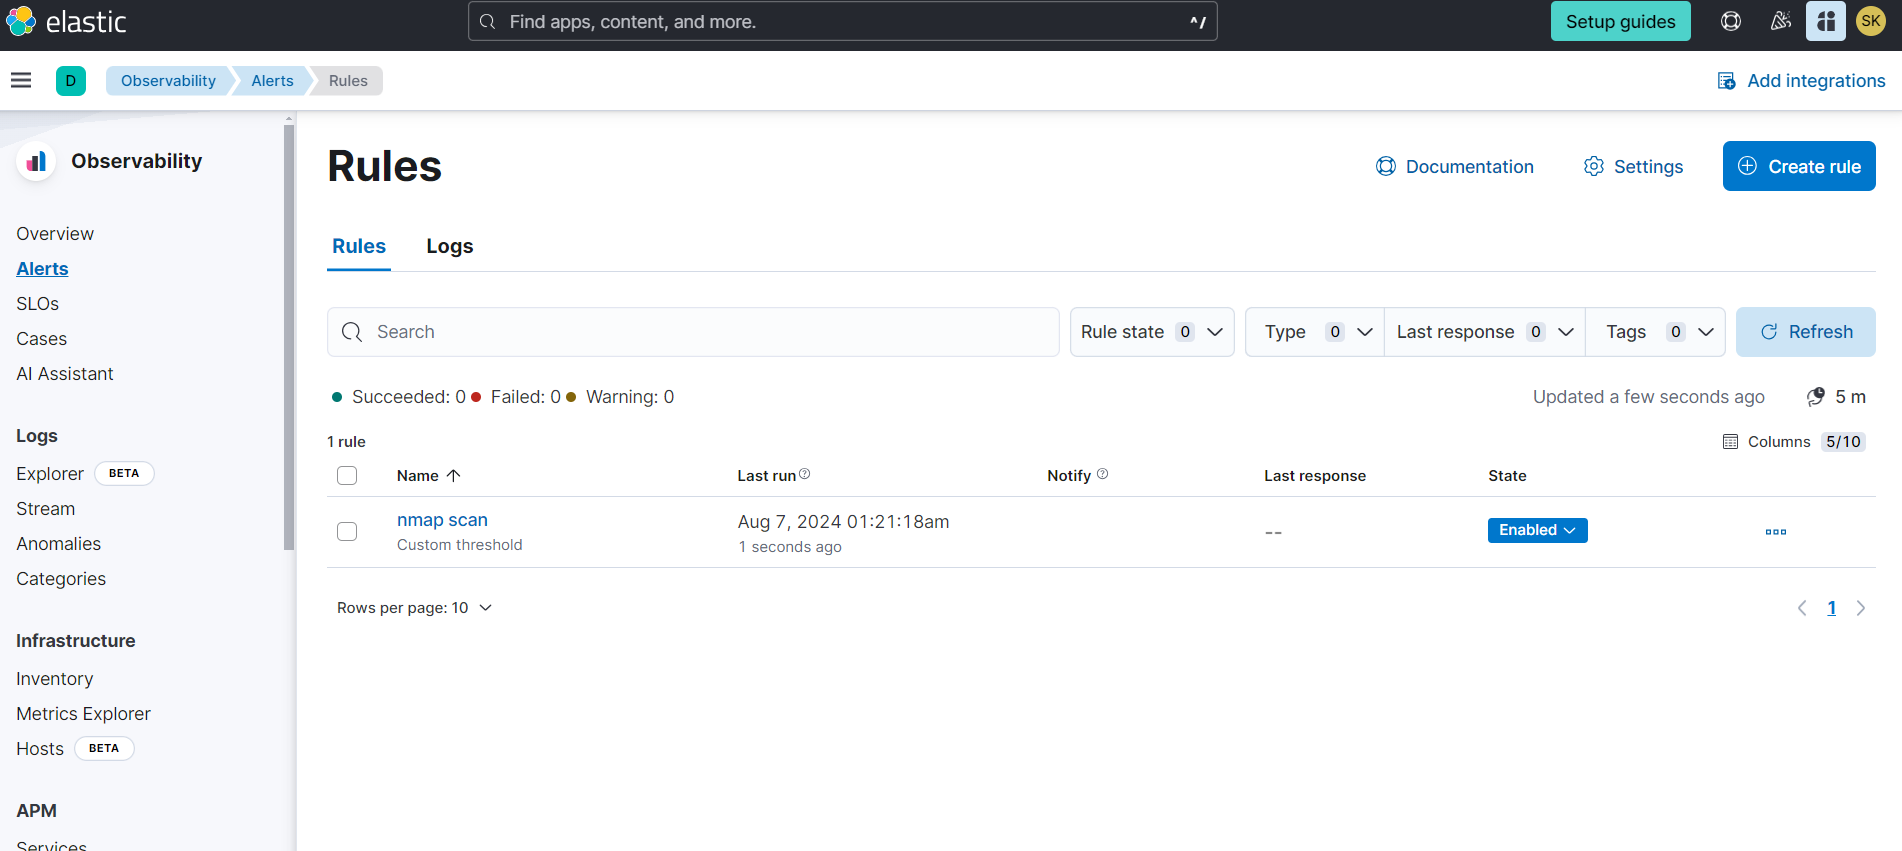 elastic
Find apps, content, and more.
^/
Setup guides
SK
D
Observability
Alerts
Rules
Add integrations
Observability
Overview
Alerts
SLOs
Cases
AI Assistant
Logs
Explorer BETA
Stream
Anomalies
Categories
Infrastructure
Inventory
Metrics Explorer
Hosts BETA
APM
Services
Rules
Documentation
Settings
Create rule
Rules Logs
Search
Rule state 0
Type 0
Last response 0
Tags 0
Refresh
Succeeded: 0 Failed: 0 Warning: 0
Updated a few seconds ago
5 m
1 rule
Columns 5/10
Name Last run Notify Last response State
nmap scan Aug 7, 2024 01:21:18am -- Enabled
Custom threshold 1 seconds ago
Rows per page: 10
1